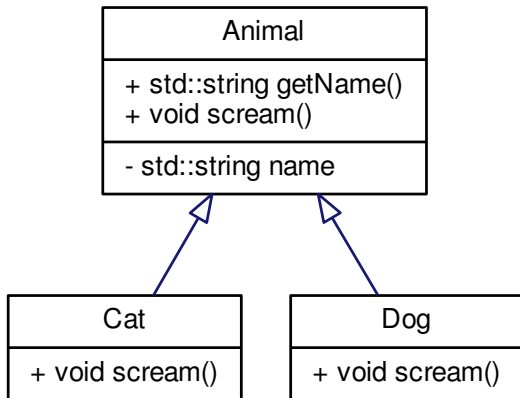 Animal
+ std::string getName()
+ void scream()
- std::string name
Cat
+ void scream()
Dog
+ void scream()